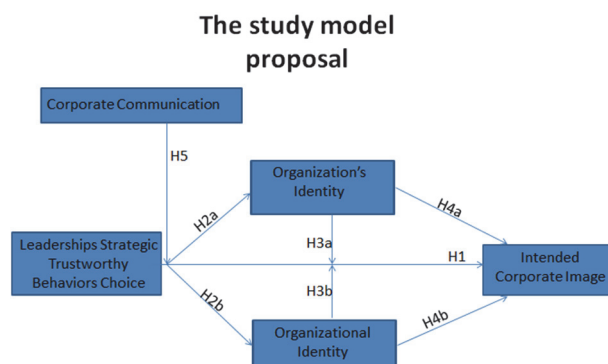 The study model
proposal
Corporate Communication
H5
Organization's
Identity
H2a
H4a
Leaderships Strategic
Trustworthy
Behaviors Choice
H3a
H1
Intended
Corporate Image
H3b
H2b
H4b
Organizational
Identity